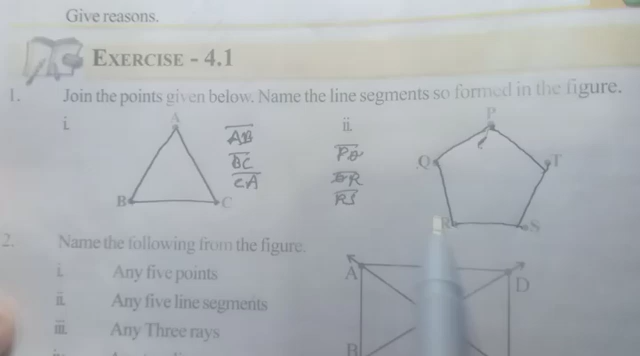 Give reasons.
EXERCISE - 4.1
1. Join the points given below. Name the line segments so formed in the figure.
i. A B C
AB
BC
CA
ii. P Q T R S
PQ
QR
RS
2. Name the following from the figure.
i. Any five points
ii. Any five line segments
iii. Any Three rays
A D
B